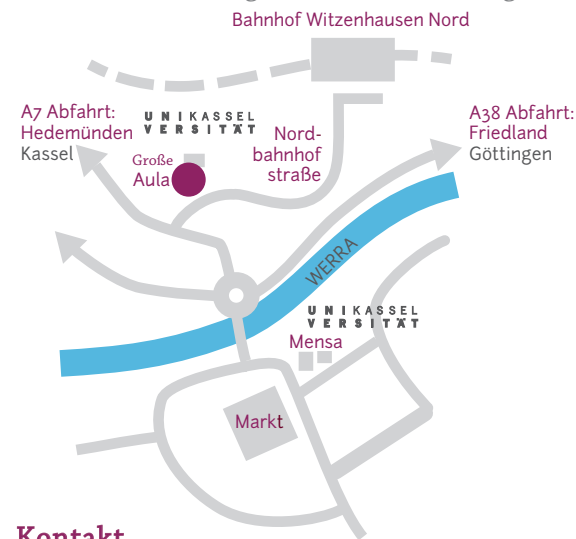 Bahnhof Witzenhausen Nord
A7 Abfahrt:
Hedemünden
Kassel
UNIKASSEL
VERSITÄT
Große
Aula
Nord-
bahnhof
straße
A38 Abfahrt:
Friedland
Göttingen
WERRA
UNIKASSEL
VERSITÄT
Mensa
Markt
Kontakt